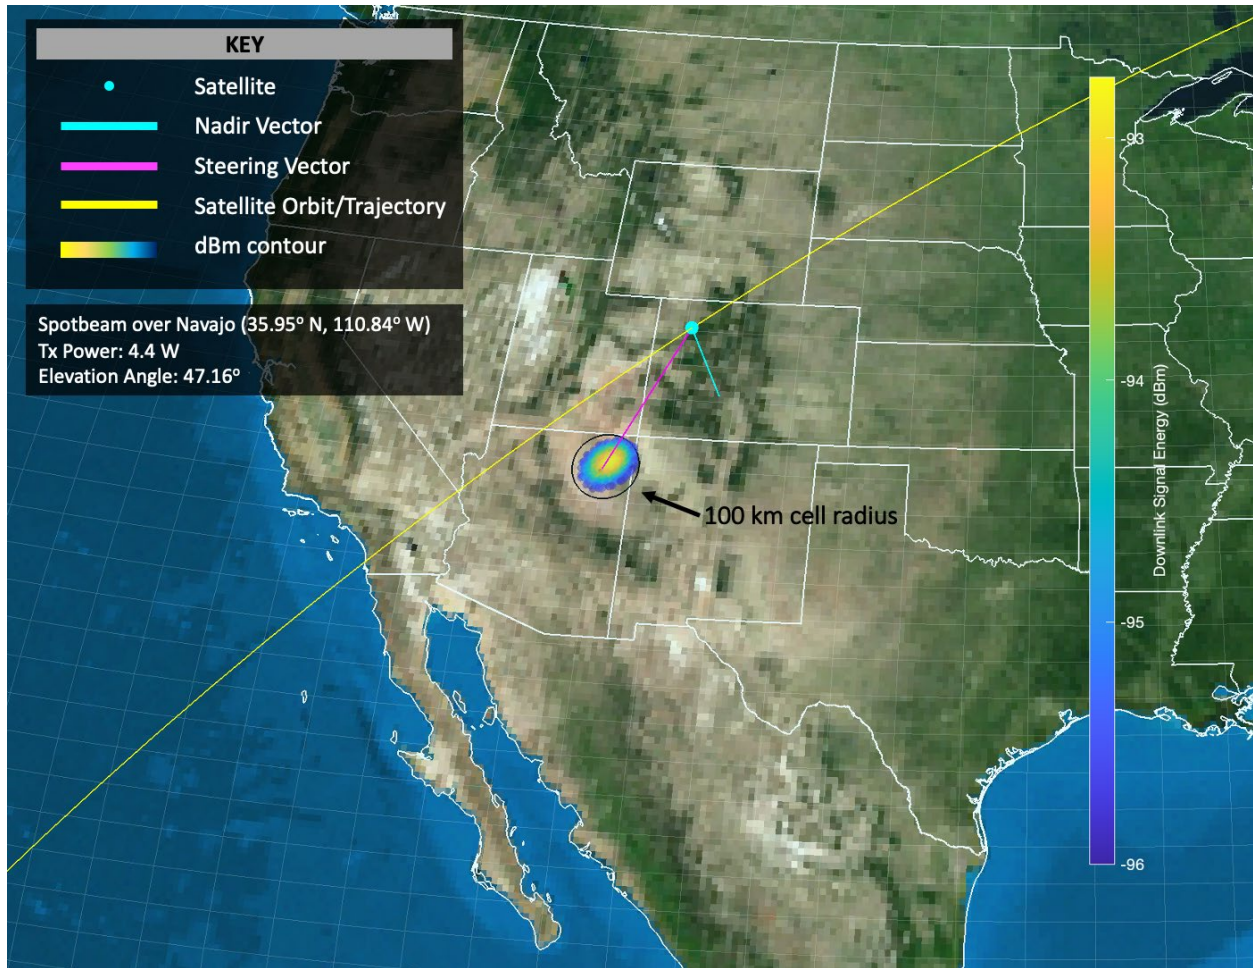 KEY
Satellite
Nadir Vector
Steering Vector
Satellite Orbit/Trajectory
dBm contour
Spotbeam over Navajo (35.95° N, 110.84° W)
Tx Power: 4.4 W
Elevation Angle: 47.16°
100 km cell radius
-93
-94
-95
-96
Downlink Signal Energy (dBm)